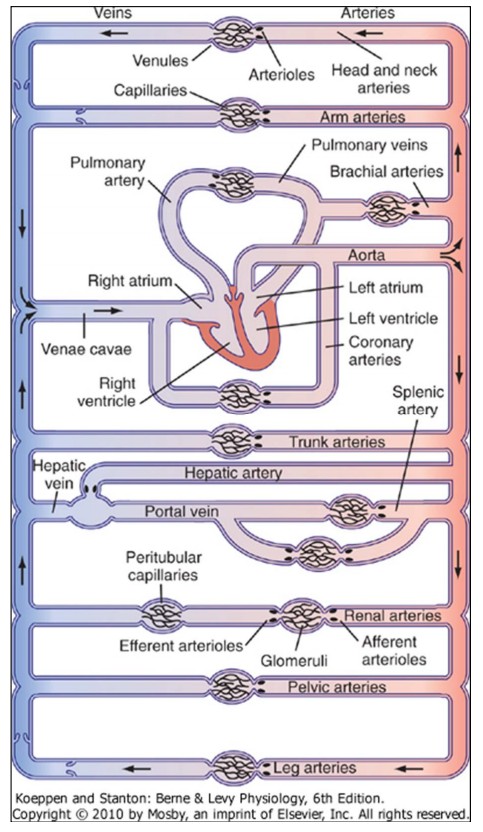 Veins
Arteries
Venules
Arterioles
Head and neck
arteries
Capillaries
Arm arteries
Pulmonary veins
Pulmonary
artery
Brachial arteries
Aorta
Right atrium
Left atrium
Left ventricle
Venae cavae
Coronary
arteries
Right
ventricle
Splenic
artery
Trunk arteries
Hepatic
vein
Hepatic artery
Portal vein
Peritubular
capillaries
Renal arteries
Efferent arterioles
Glomeruli
Afferent
arterioles
Pelvic arteries
Leg arteries
Koeppen and Stanton: Berne & Levy Physiology, 6th Edition.
Copyright © 2010 by Mosby, an imprint of Elsevier, Inc. All rights reserved.